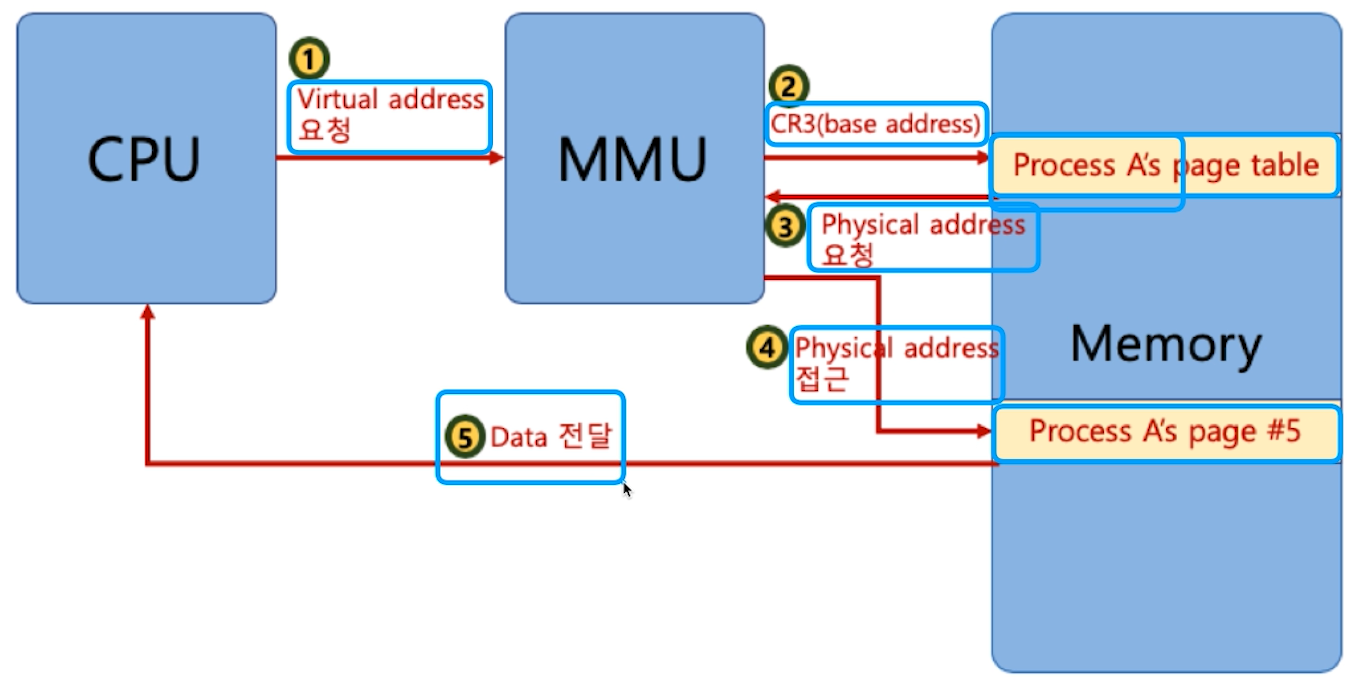 CPU
1
Virtual address
요청
MMU
2
CR3(base address)
Process A's page table
3
Physical address
요청
Memory
4
Physical address
접근
Process A's page #5
5 Data 전달